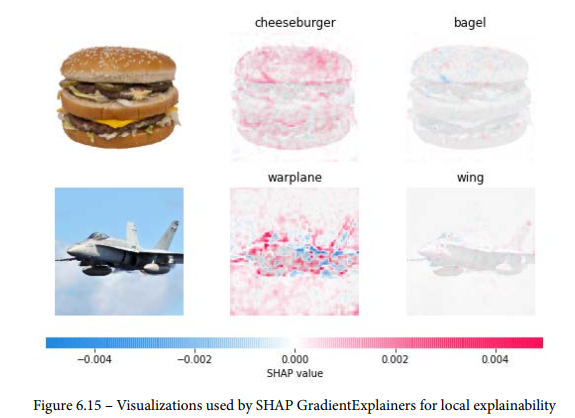 cheeseburger bagel
warplane wing
−0.004 −0.002 0.000 0.002 0.004
SHAP value
Figure 6.15 – Visualizations used by SHAP GradientExplainers for local explainability